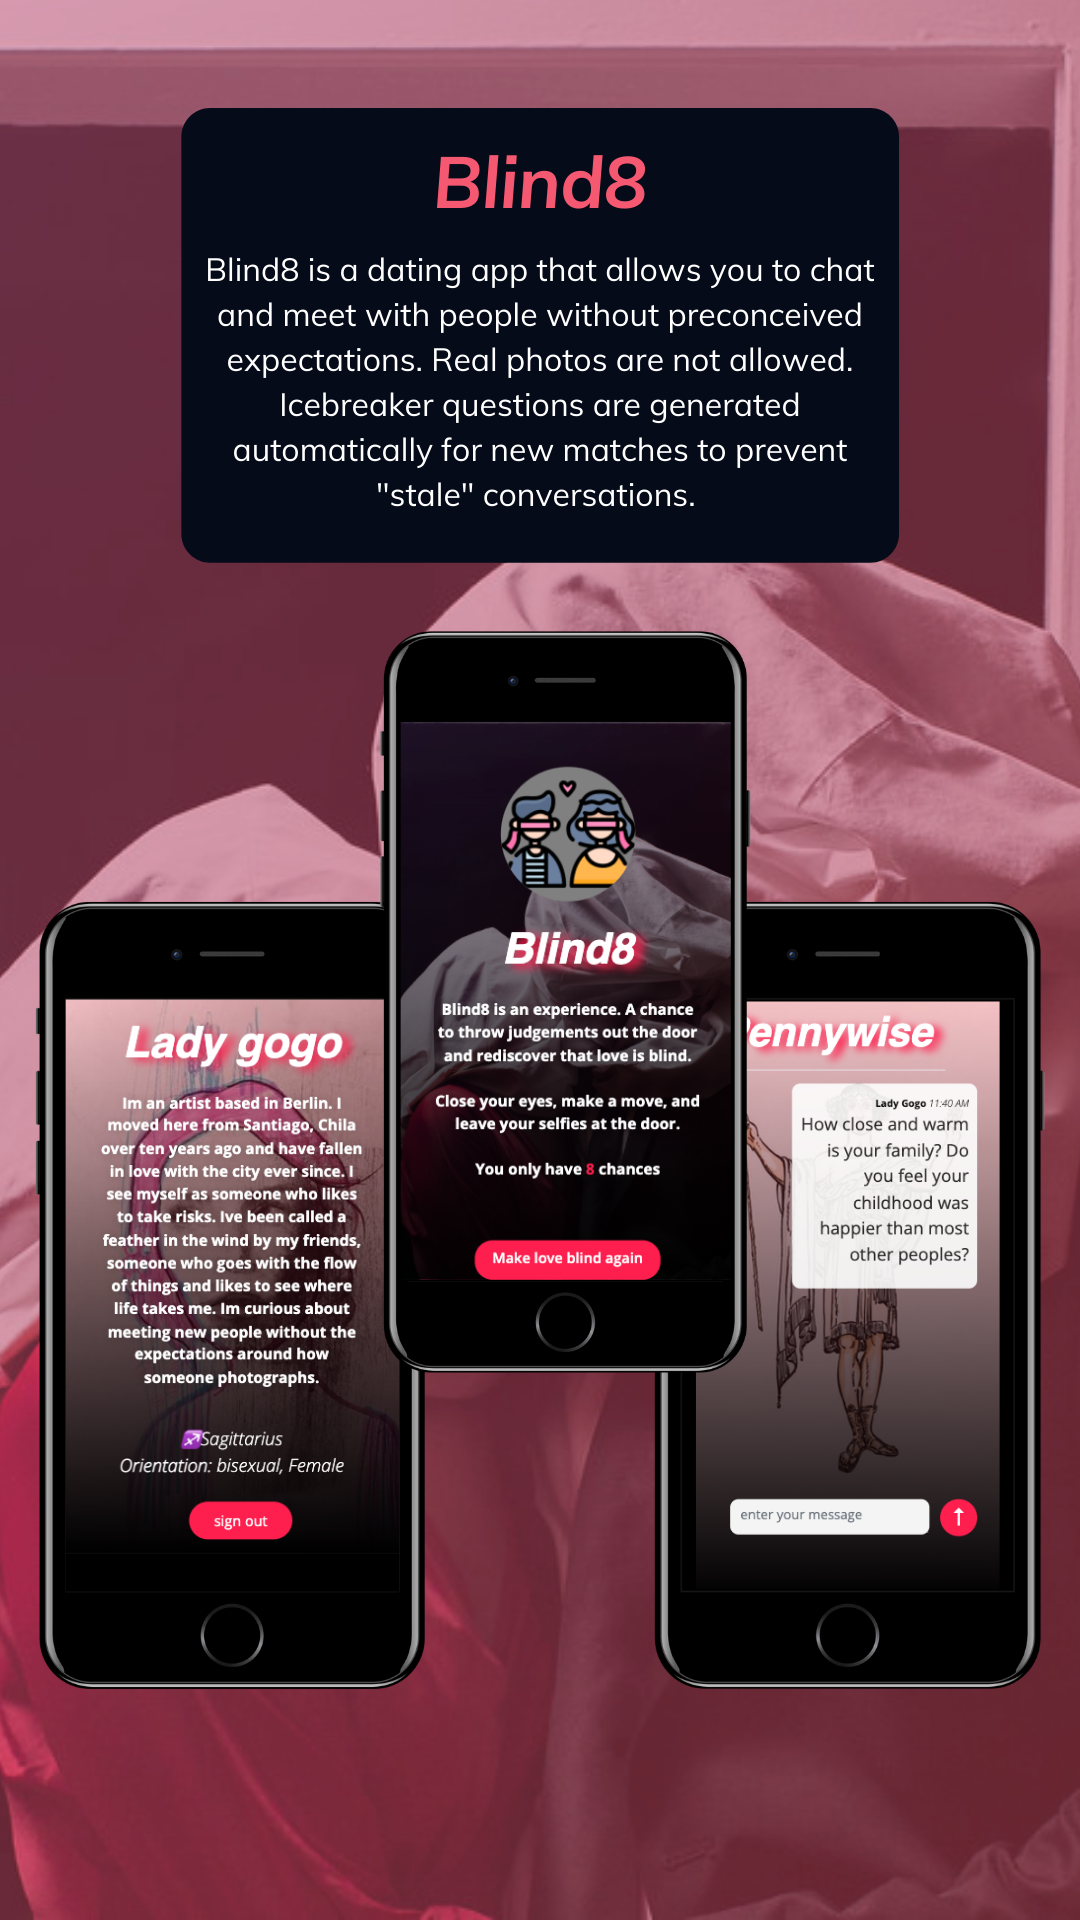 Blind8
Blind8 is a dating app that allows you to chat
and meet with people without preconceived
expectations. Real photos are not allowed.
Icebreaker questions are generated
automatically for new matches to prevent
"stale" conversations.
Blind8
Blind8 is an experience. A chance
to throw judgements out the door
and rediscover that love is blind.
Close your eyes, make a move, and
leave your selfies at the door.
You only have 8 chances
Make love blind again
Lady gogo
Im an artist based in Berlin. I
moved here from Santiago, Chila
over ten years ago and have fallen
in love with the city ever since. I
see myself as someone who likes
to take risks. Ive been called a
feather in the wind by my friends,
someone who goes with the flow
of things and likes to see where
life takes me. Im curious about
meeting new people without the
expectations around how
someone photographs.
♐Sagittarius
Orientation: bisexual, Female
sign out
Pennywise
Lady Gogo 11:40 AM
How close and warm
is your family? Do
you feel your
childhood was
happier than most
other peoples?
enter your message